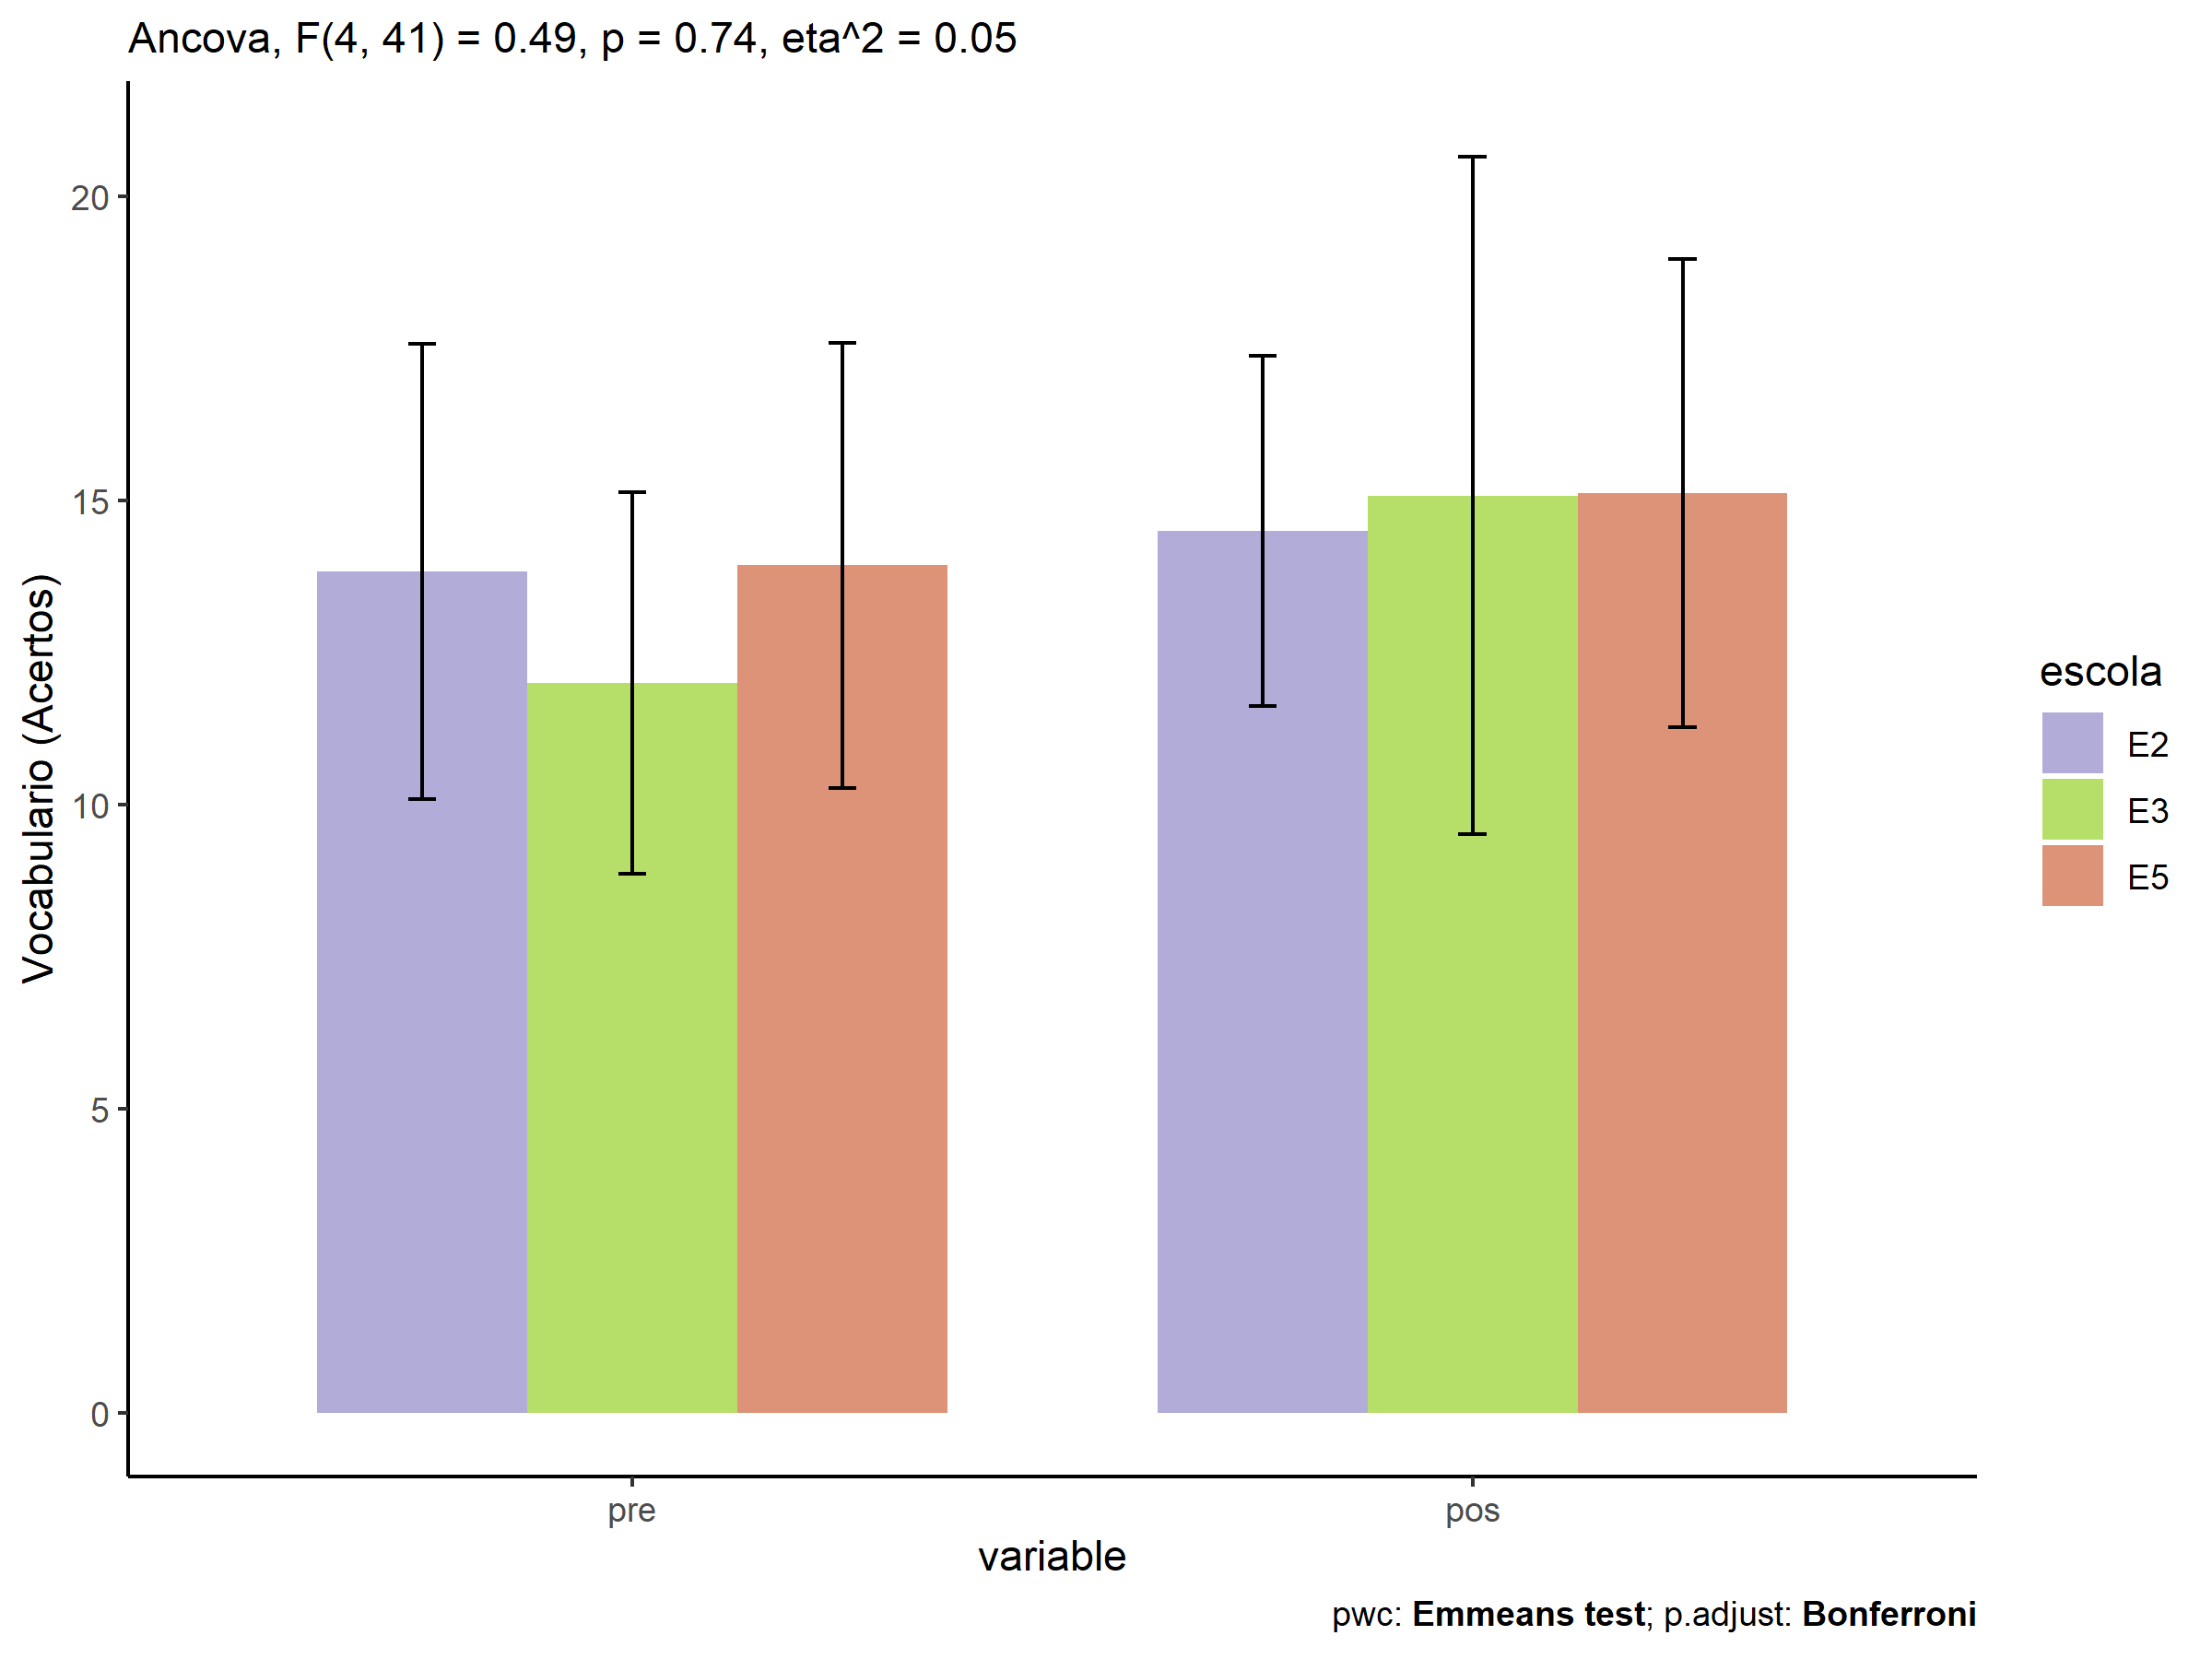 Ancova, F(4, 41) = 0.49, p = 0.74, eta^2 = 0.05
Vocabulario (Acertos)
20
15
10
5
0
pre
pos
variable
escola
E2
E3
E5
pwc: Emmeans test; p.adjust: Bonferroni